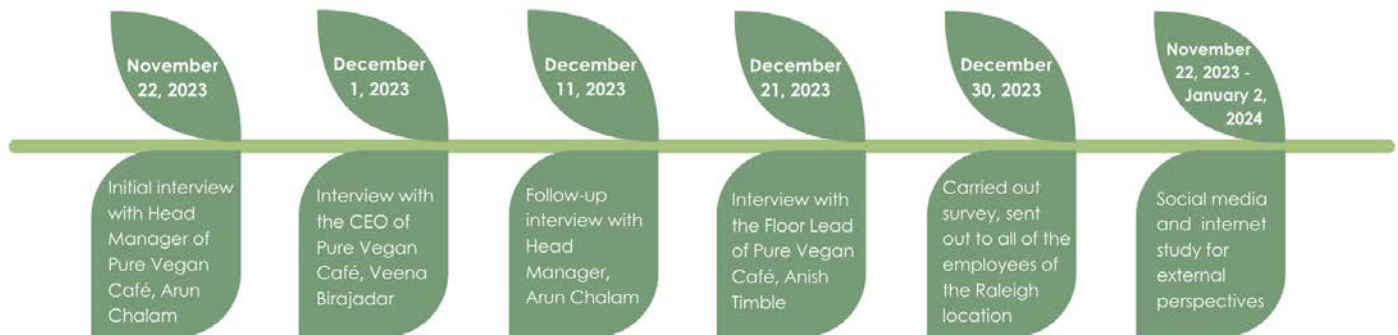 November
22, 2023
December
1, 2023
December
11, 2023
December
21, 2023
December
30, 2023
November
22, 2023 -
January 2,
2024
Initial interview
with Head
Manager of
Pure Vegan
Café, Arun
Chalam
Interview with
the CEO of
Pure Vegan
Café, Veena
Birajadar
Follow-up
interview with
Head
Manager,
Arun Chalam
Interview with
the Floor Lead
of Pure Vegan
Café, Anish
Timble
Carried out
survey, sent
out to all of the
employees of
the Raleigh
location
Social media
and internet
study for
external
perspectives